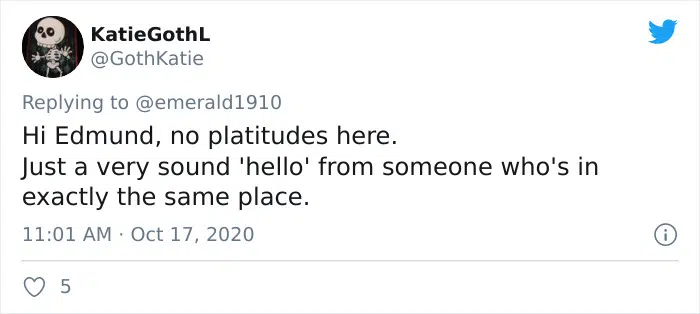 KatieGothL
@GothKatie
Replying to @emerald1910
Hi Edmund, no platitudes here.
Just a very sound 'hello' from someone who's in
exactly the same place.
11:01 AM · Oct 17, 2020
5